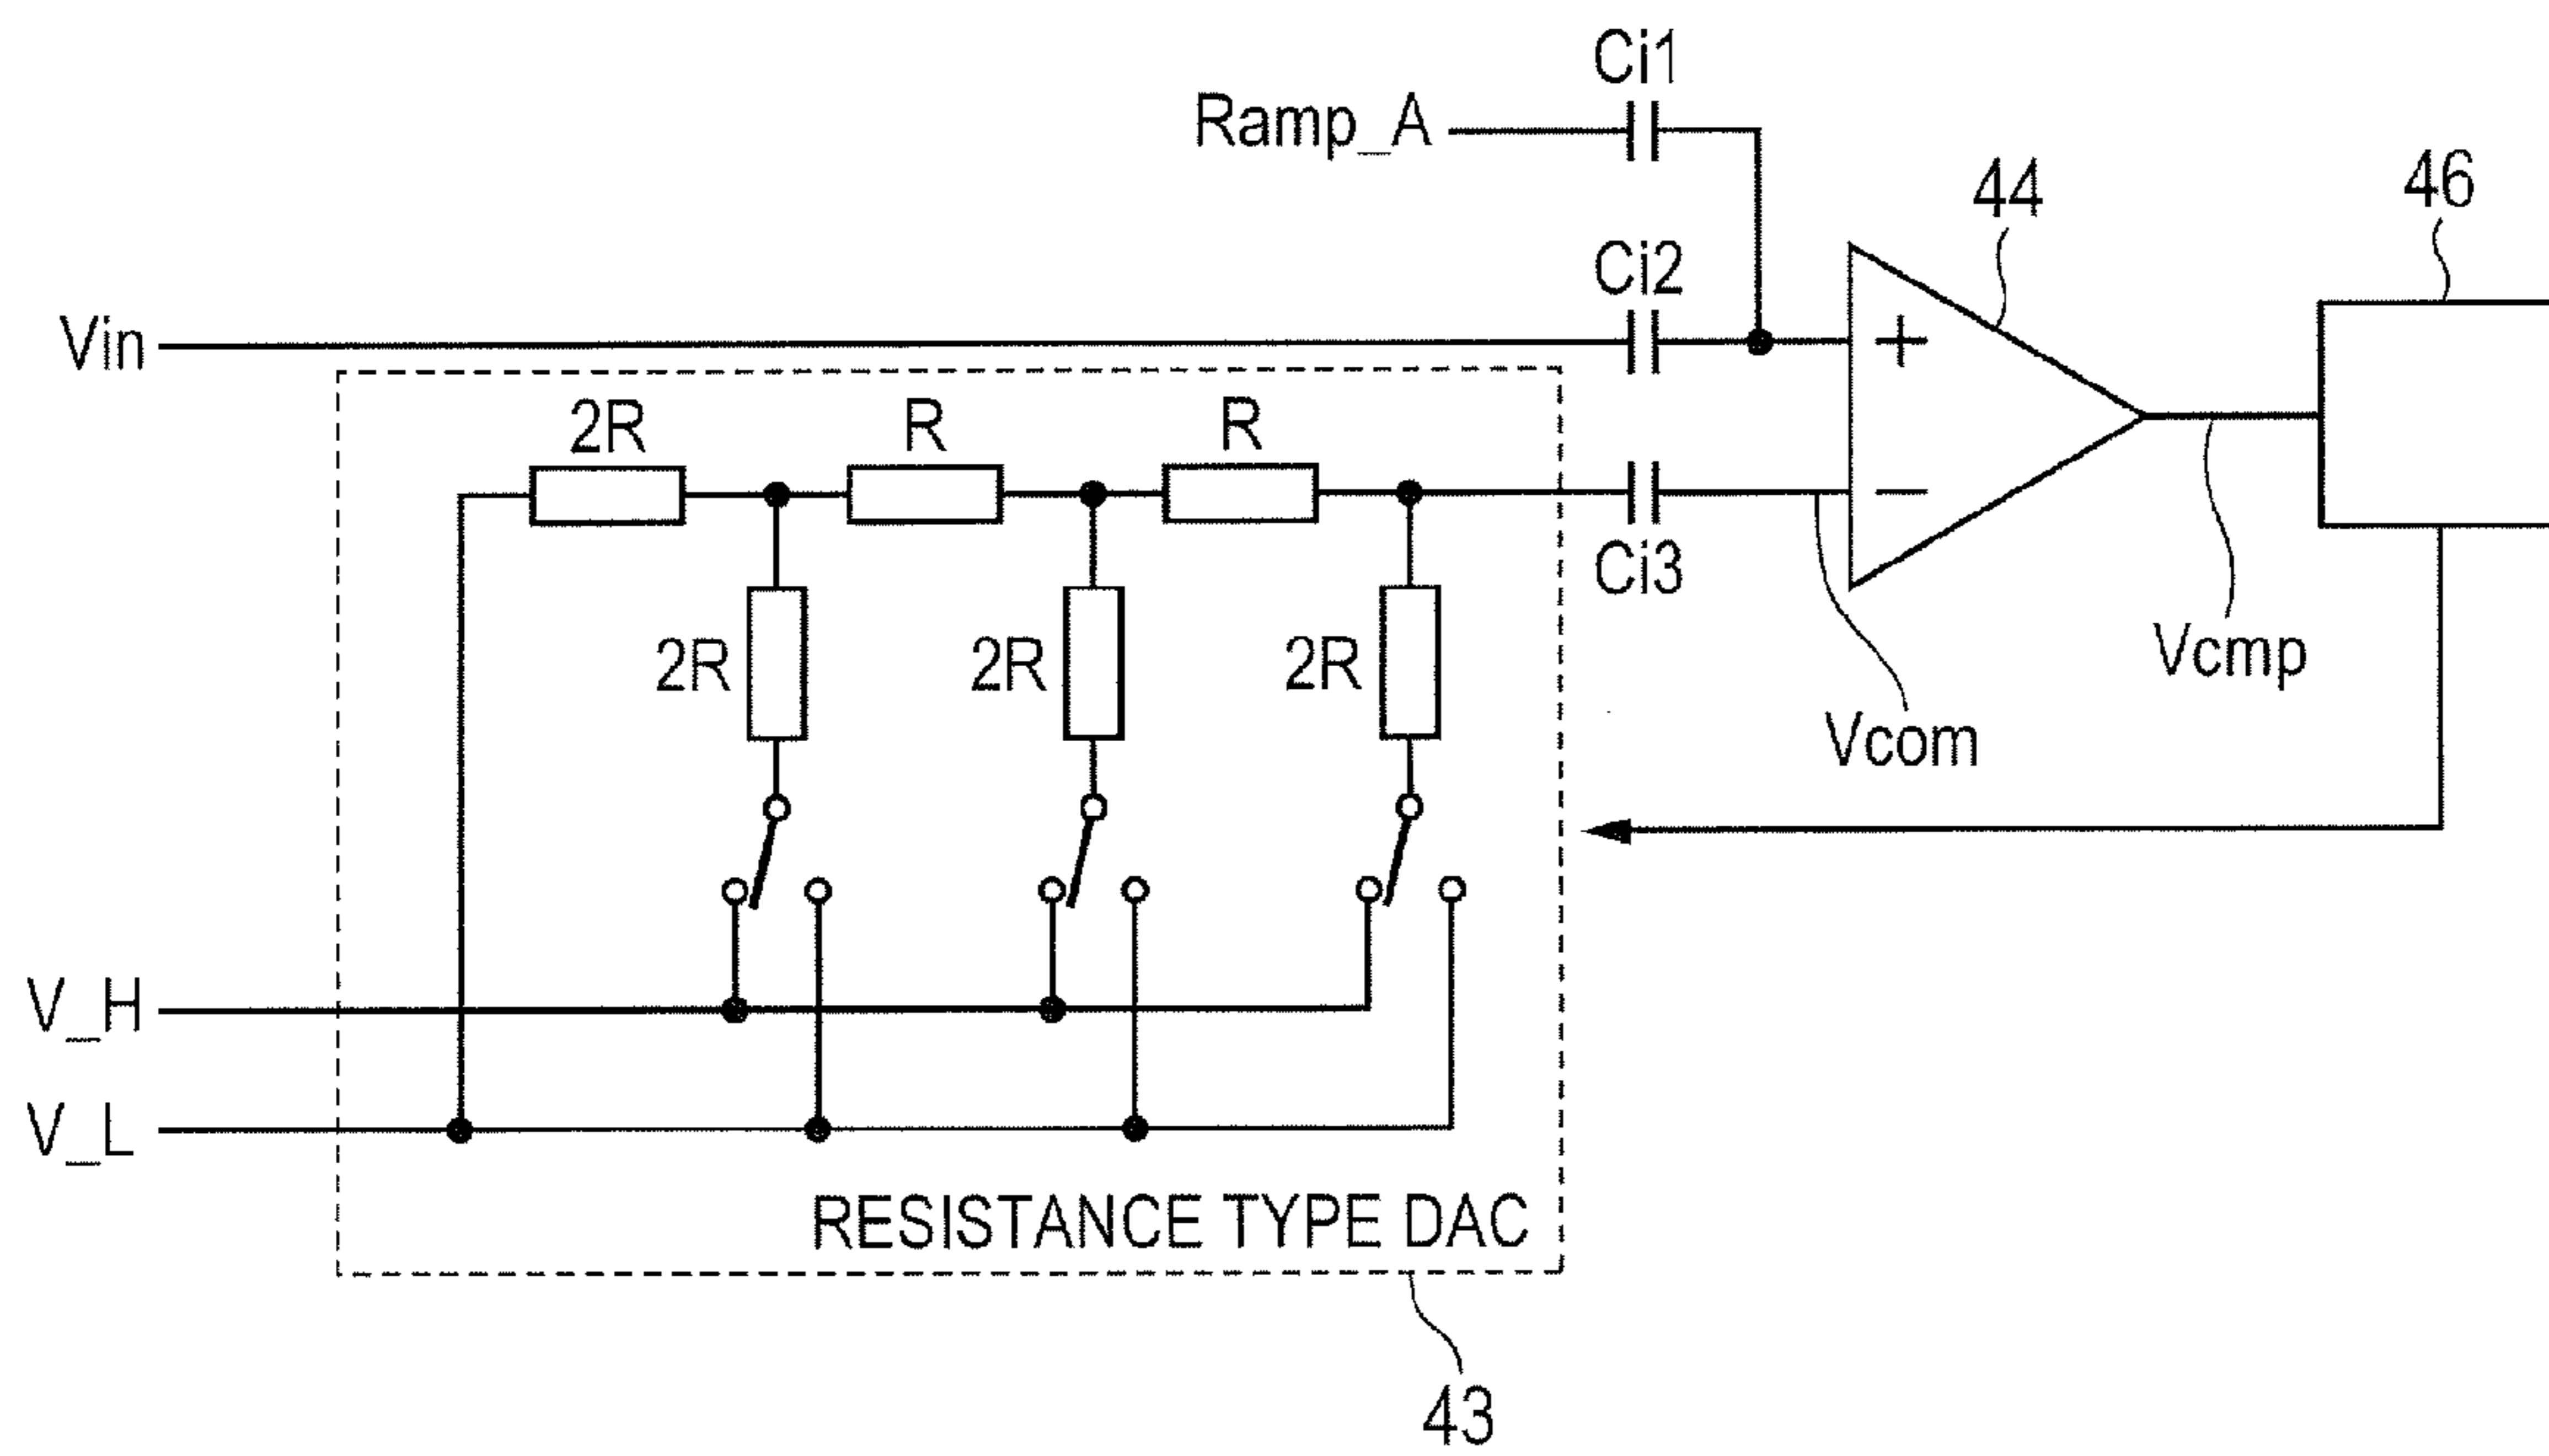 Ci1
Ramp_A
44
46
Ci2
Vin
+
2R
R
R
−
Ci3
2R
2R
2R
Vcmp
Vcom
V_H
V_L
RESISTANCE TYPE DAC
43